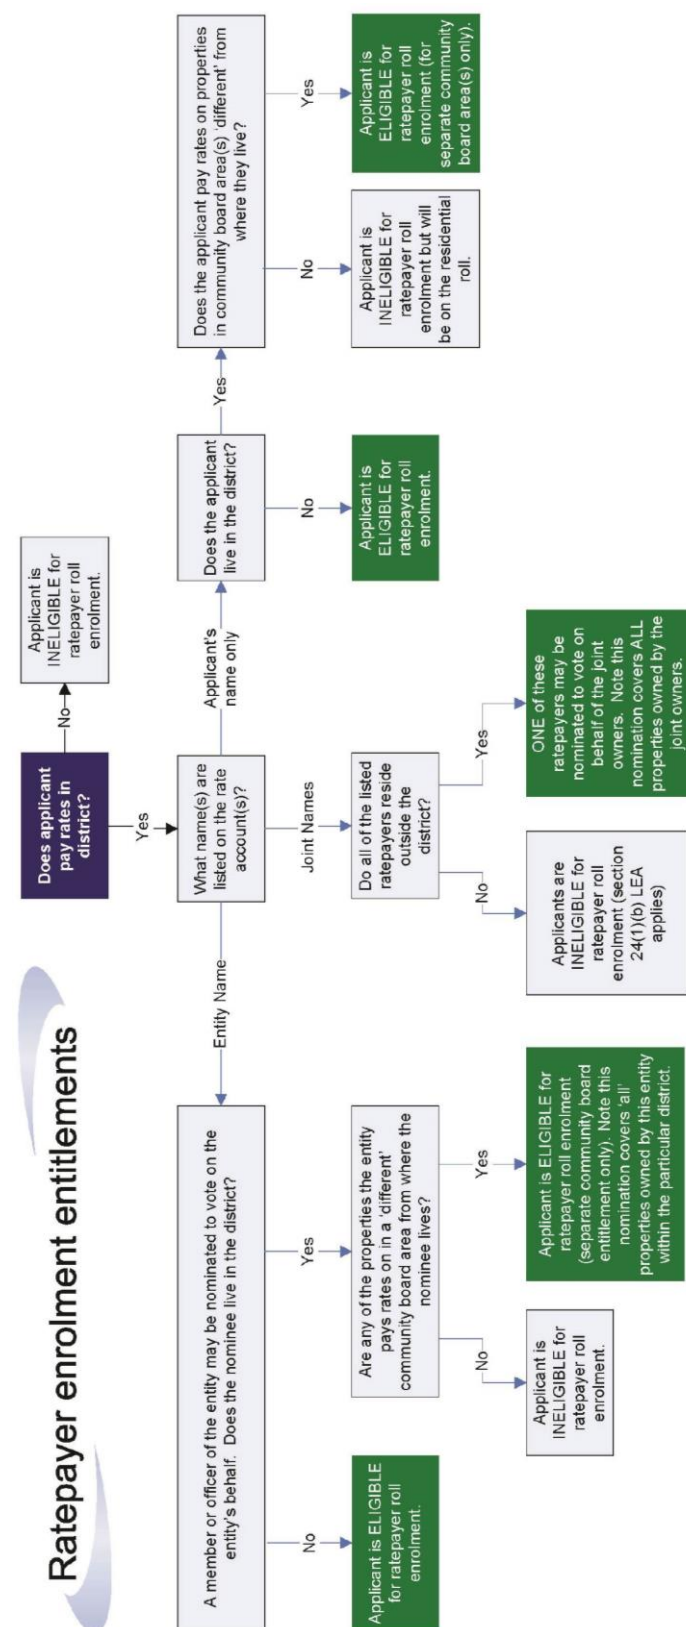 Ratepayer enrolment entitlements
Does applicant
pay rates in
district?
No
Applicant is
INELIGIBLE for
ratepayer roll
enrolment.
Yes
What name(s) are
listed on the rate
account(s)?
Entity Name
A member or officer of the entity may be nominated to vote on the
entity's behalf. Does the nominee live in the district?
No
Applicant is ELIGIBLE
for ratepayer roll
enrolment.
Yes
Are any of the properties the entity
pays rates on in a 'different'
community board area from where the
nominee lives?
No
Applicant is
INELIGIBLE for
ratepayer roll
enrolment.
Yes
Applicant is ELIGIBLE for
ratepayer roll enrolment
(separate community board
entitlement only). Note this
nomination covers 'all'
properties owned by this entity
within the particular district.
Joint Names
Do all of the listed
ratepayers reside
outside the
district?
No
Applicants are
INELIGIBLE for
ratepayer roll
enrolment (section
24(1)(b) LEA
applies)
Yes
ONE of these
ratepayers may be
nominated to vote on
behalf of the joint
owners. Note this
nomination covers ALL
properties owned by the
joint owners.
Applicant's
name only
Does the applicant
live in the district?
No
Applicant is
ELIGIBLE for
ratepayer roll
enrolment.
Yes
Does the applicant pay rates on properties
in community board area(s) 'different' from
where they live?
No
Applicant is
INELIGIBLE for
ratepayer roll
enrolment but will
be on the residential
roll.
Yes
Applicant is
ELIGIBLE for
ratepayer roll
enrolment (for
separate community
board area(s) only).